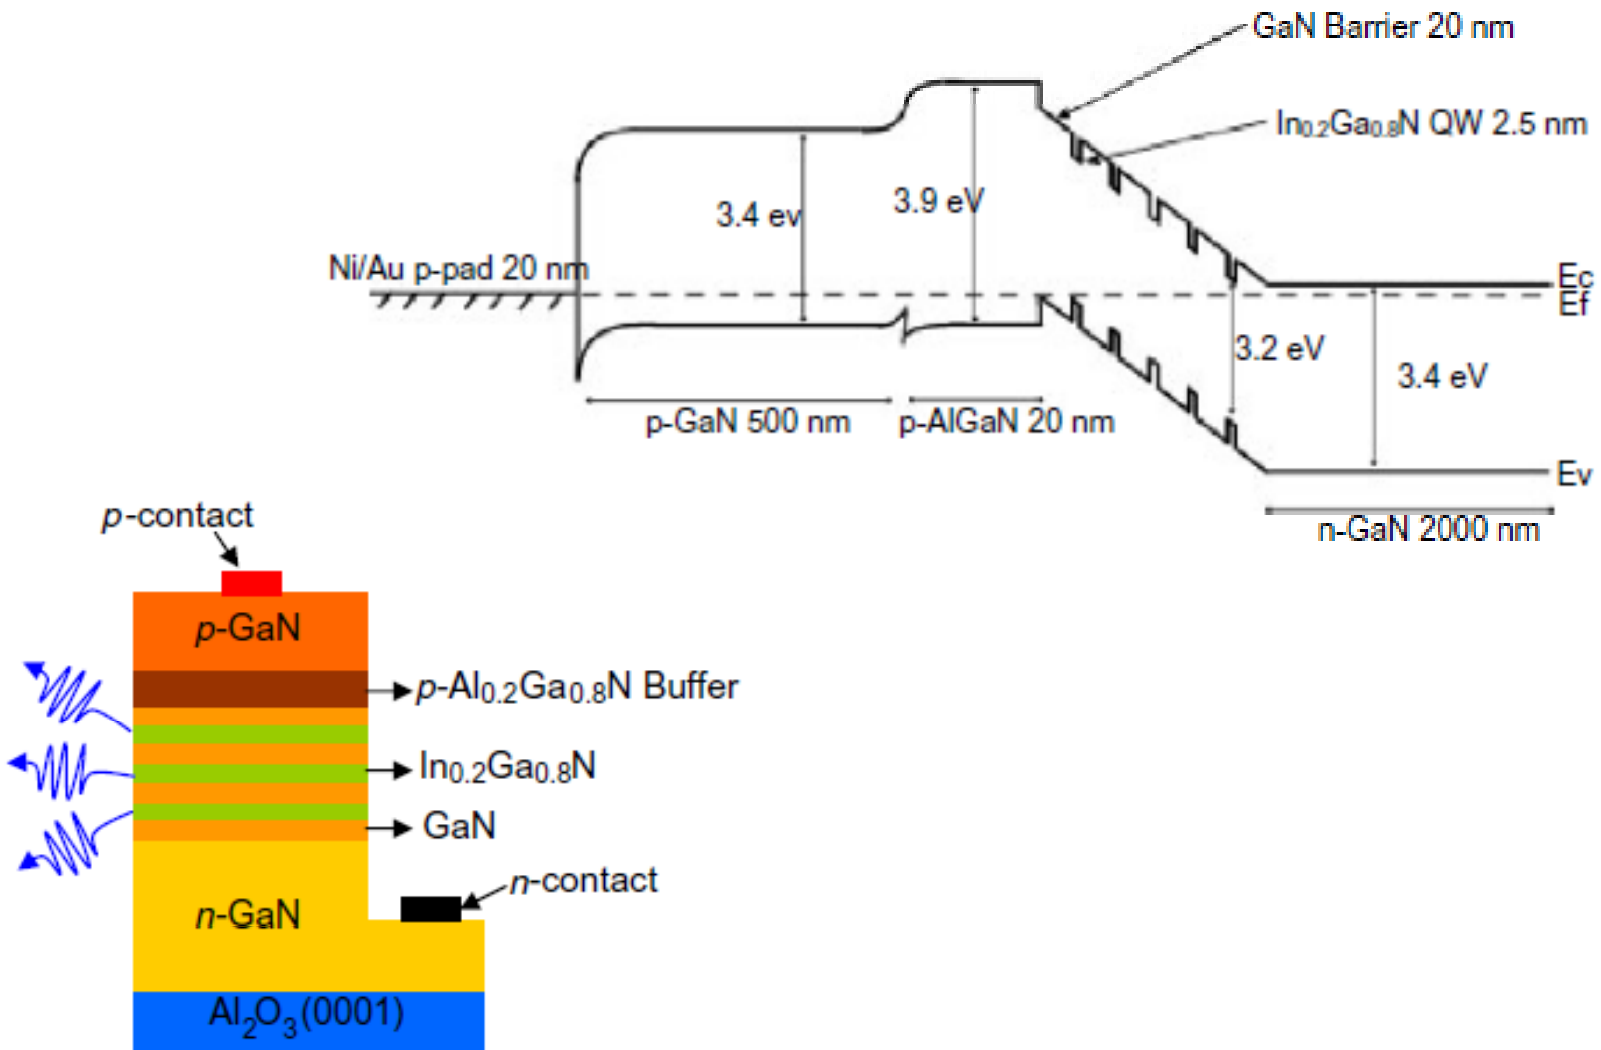 GaN Barrier 20 nm
In0.2Ga0.8N QW 2.5 nm
3.4 ev
3.9 eV
Ni/Au p-pad 20 nm
Ec
Ef
3.2 eV
3.4 eV
p-GaN 500 nm
p-AlGaN 20 nm
Ev
n-GaN 2000 nm
p-contact
p-GaN
p-Al0.2Ga0.8N Buffer
In0.2Ga0.8N
GaN
n-contact
n-GaN
Al2O3(0001)